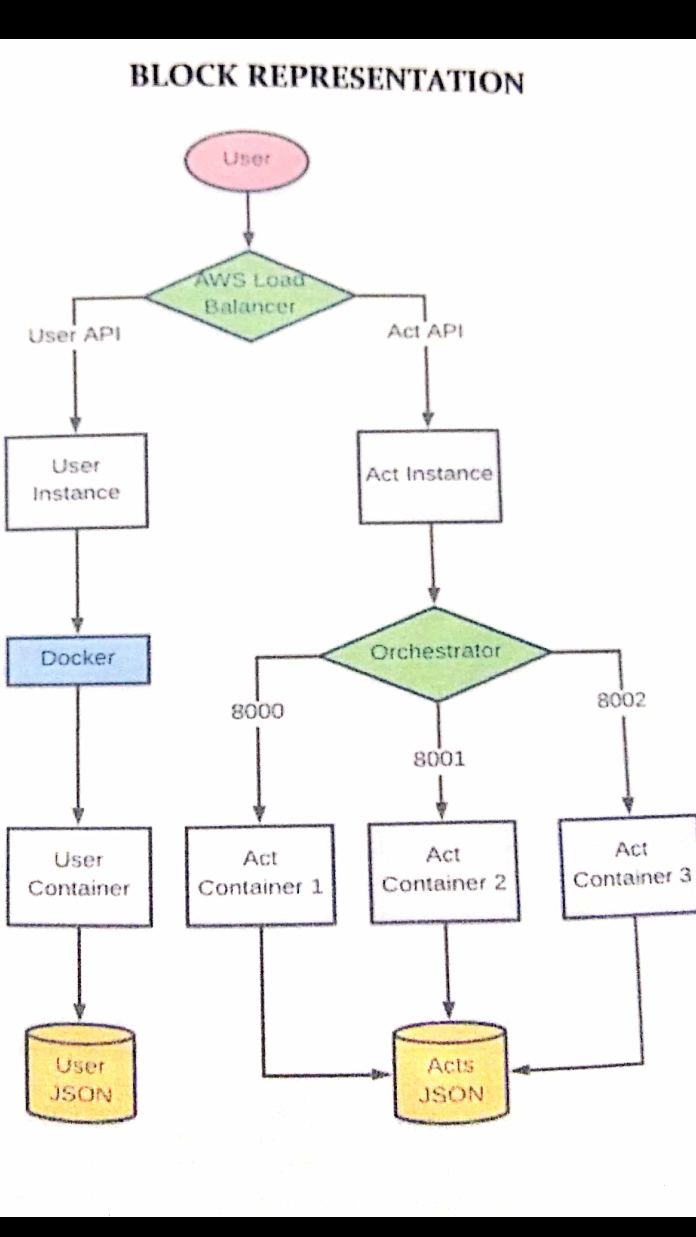 BLOCK REPRESENTATION
User
AWS Load
Balancer
User API
Act API
User
Instance
Act Instance
Docker
Orchestrator
8000
8001
8002
User
Container
Act
Container 1
Act
Container 2
Act
Container 3
User
JSON
Acts
JSON